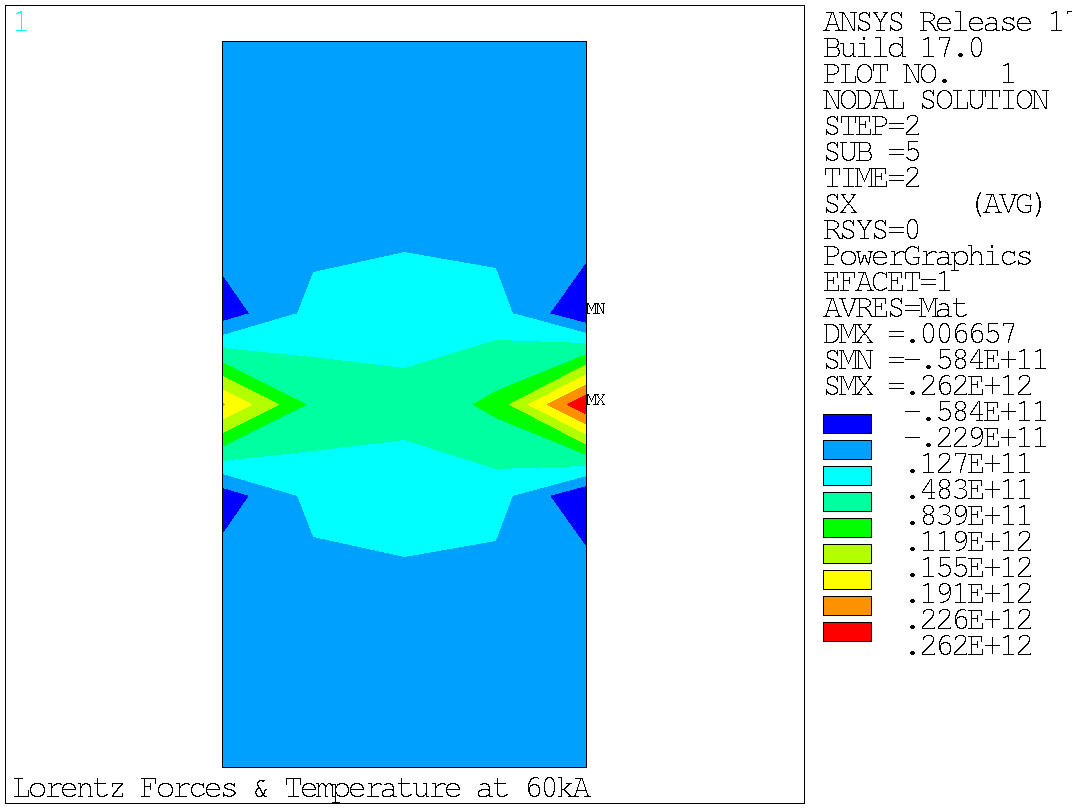 1
ANSYS Release 17
Build 17.0
PLOT NO. 1
NODAL SOLUTION
STEP=2
SUB =5
TIME=2
SX (AVG)
RSYS=0
PowerGraphics
EFACET=1
AVRES=Mat
DMX =.006657
SMN =-.584E+11
SMX =.262E+12
-.584E+11
-.229E+11
.127E+11
.483E+11
.839E+11
.119E+12
.155E+12
.191E+12
.226E+12
.262E+12
MN
MX
Lorentz Forces & Temperature at 60kA